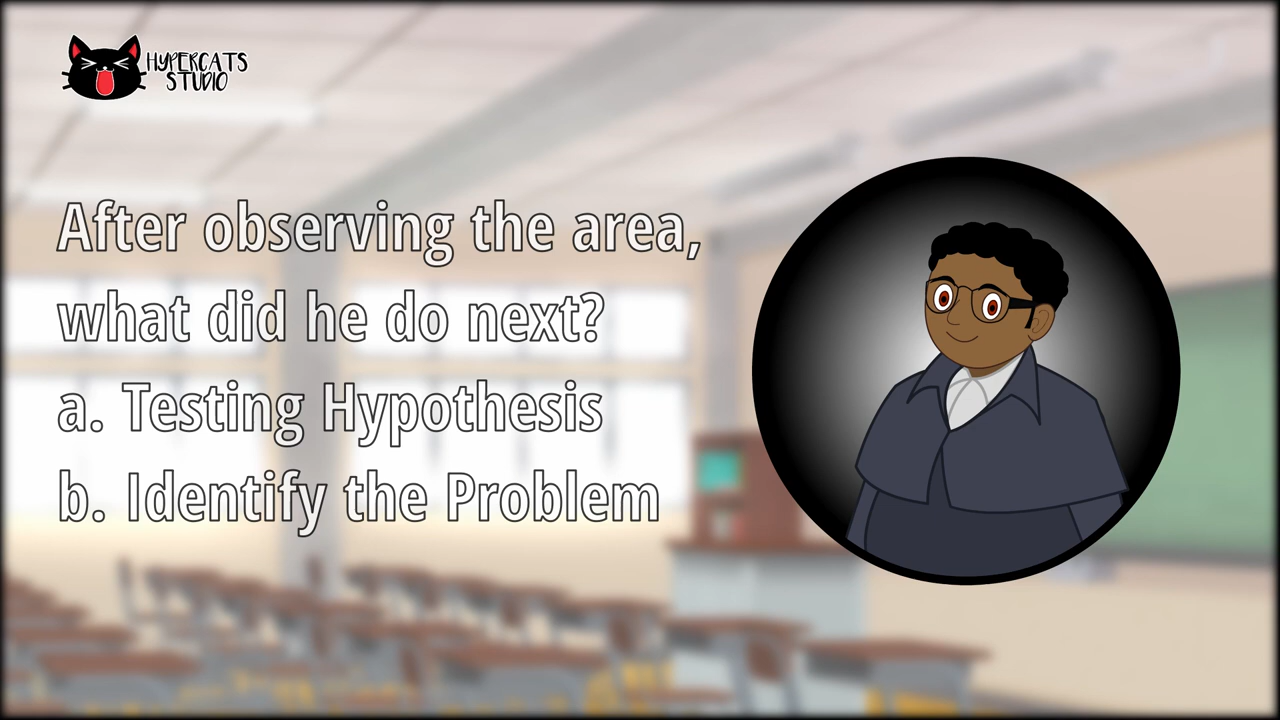 HYPERCATS
STUDIO
After observing the area,
what did he do next?
a. Testing Hypothesis
b. Identify the Problem